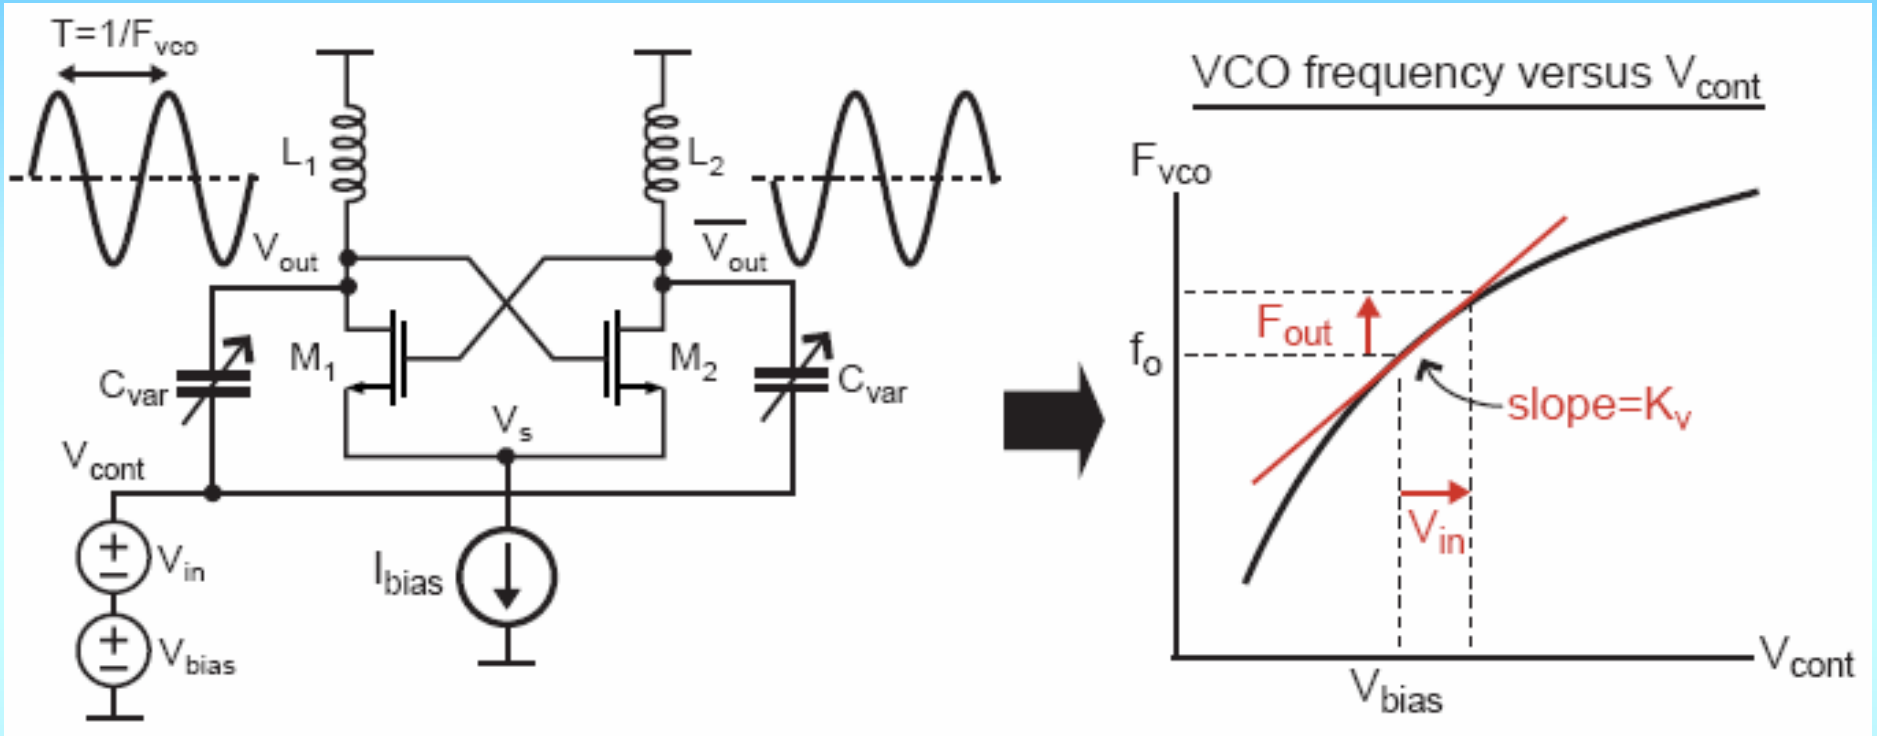 T=1/Fvco
L1
L2
Vout
V̅out
M1
M2
Cvar
Cvar
Vs
Vcont
Vin
Ibias
Vbias
VCO frequency versus Vcont
Fvco
Fout
fo
slope=Kv
Vin
Vcont
Vbias